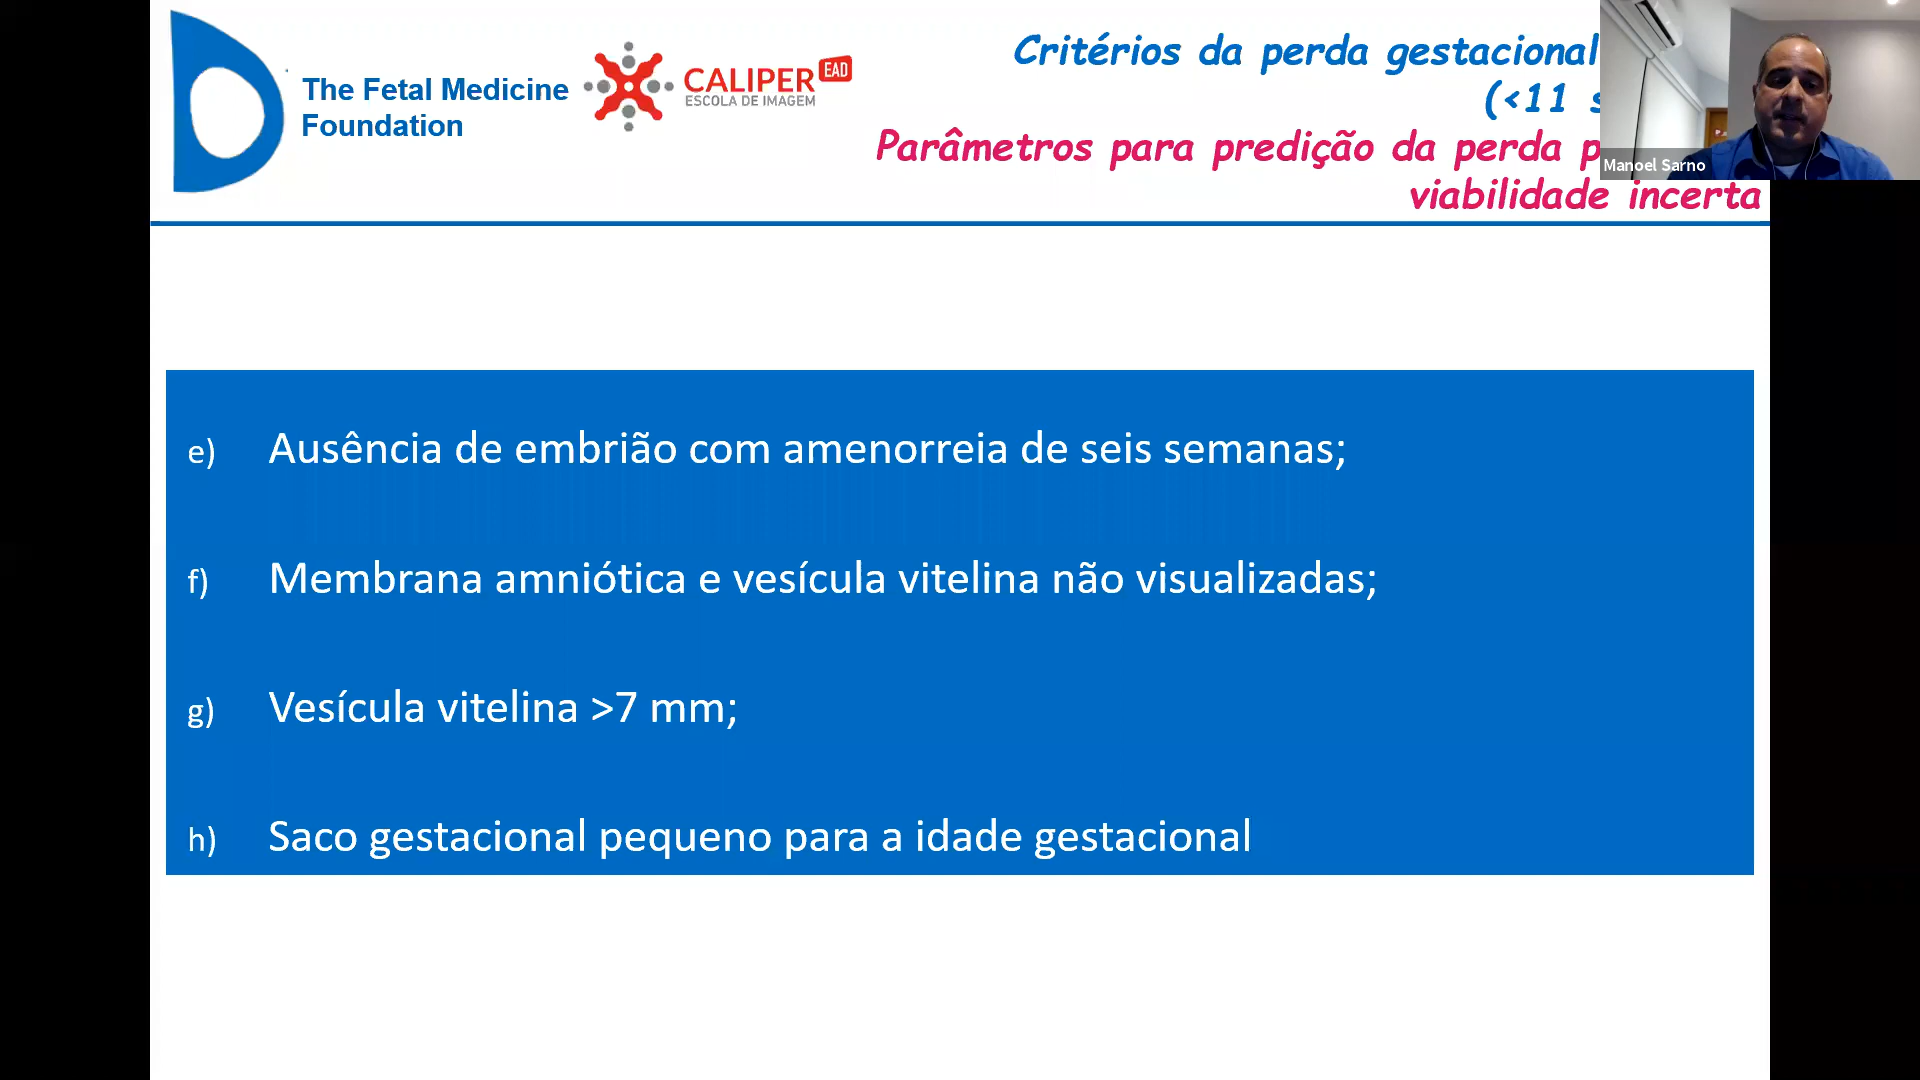 The Fetal Medicine
Foundation
CALIPER EAD
ESCOLA DE IMAGEM
Critérios da perda gestacional
(<11 s
Parâmetros para predição da perda p
viabilidade incerta
Manoel Sarno
e) Ausência de embrião com amenorreia de seis semanas;
f) Membrana amniótica e vesícula vitelina não visualizadas;
g) Vesícula vitelina >7 mm;
h) Saco gestacional pequeno para a idade gestacional